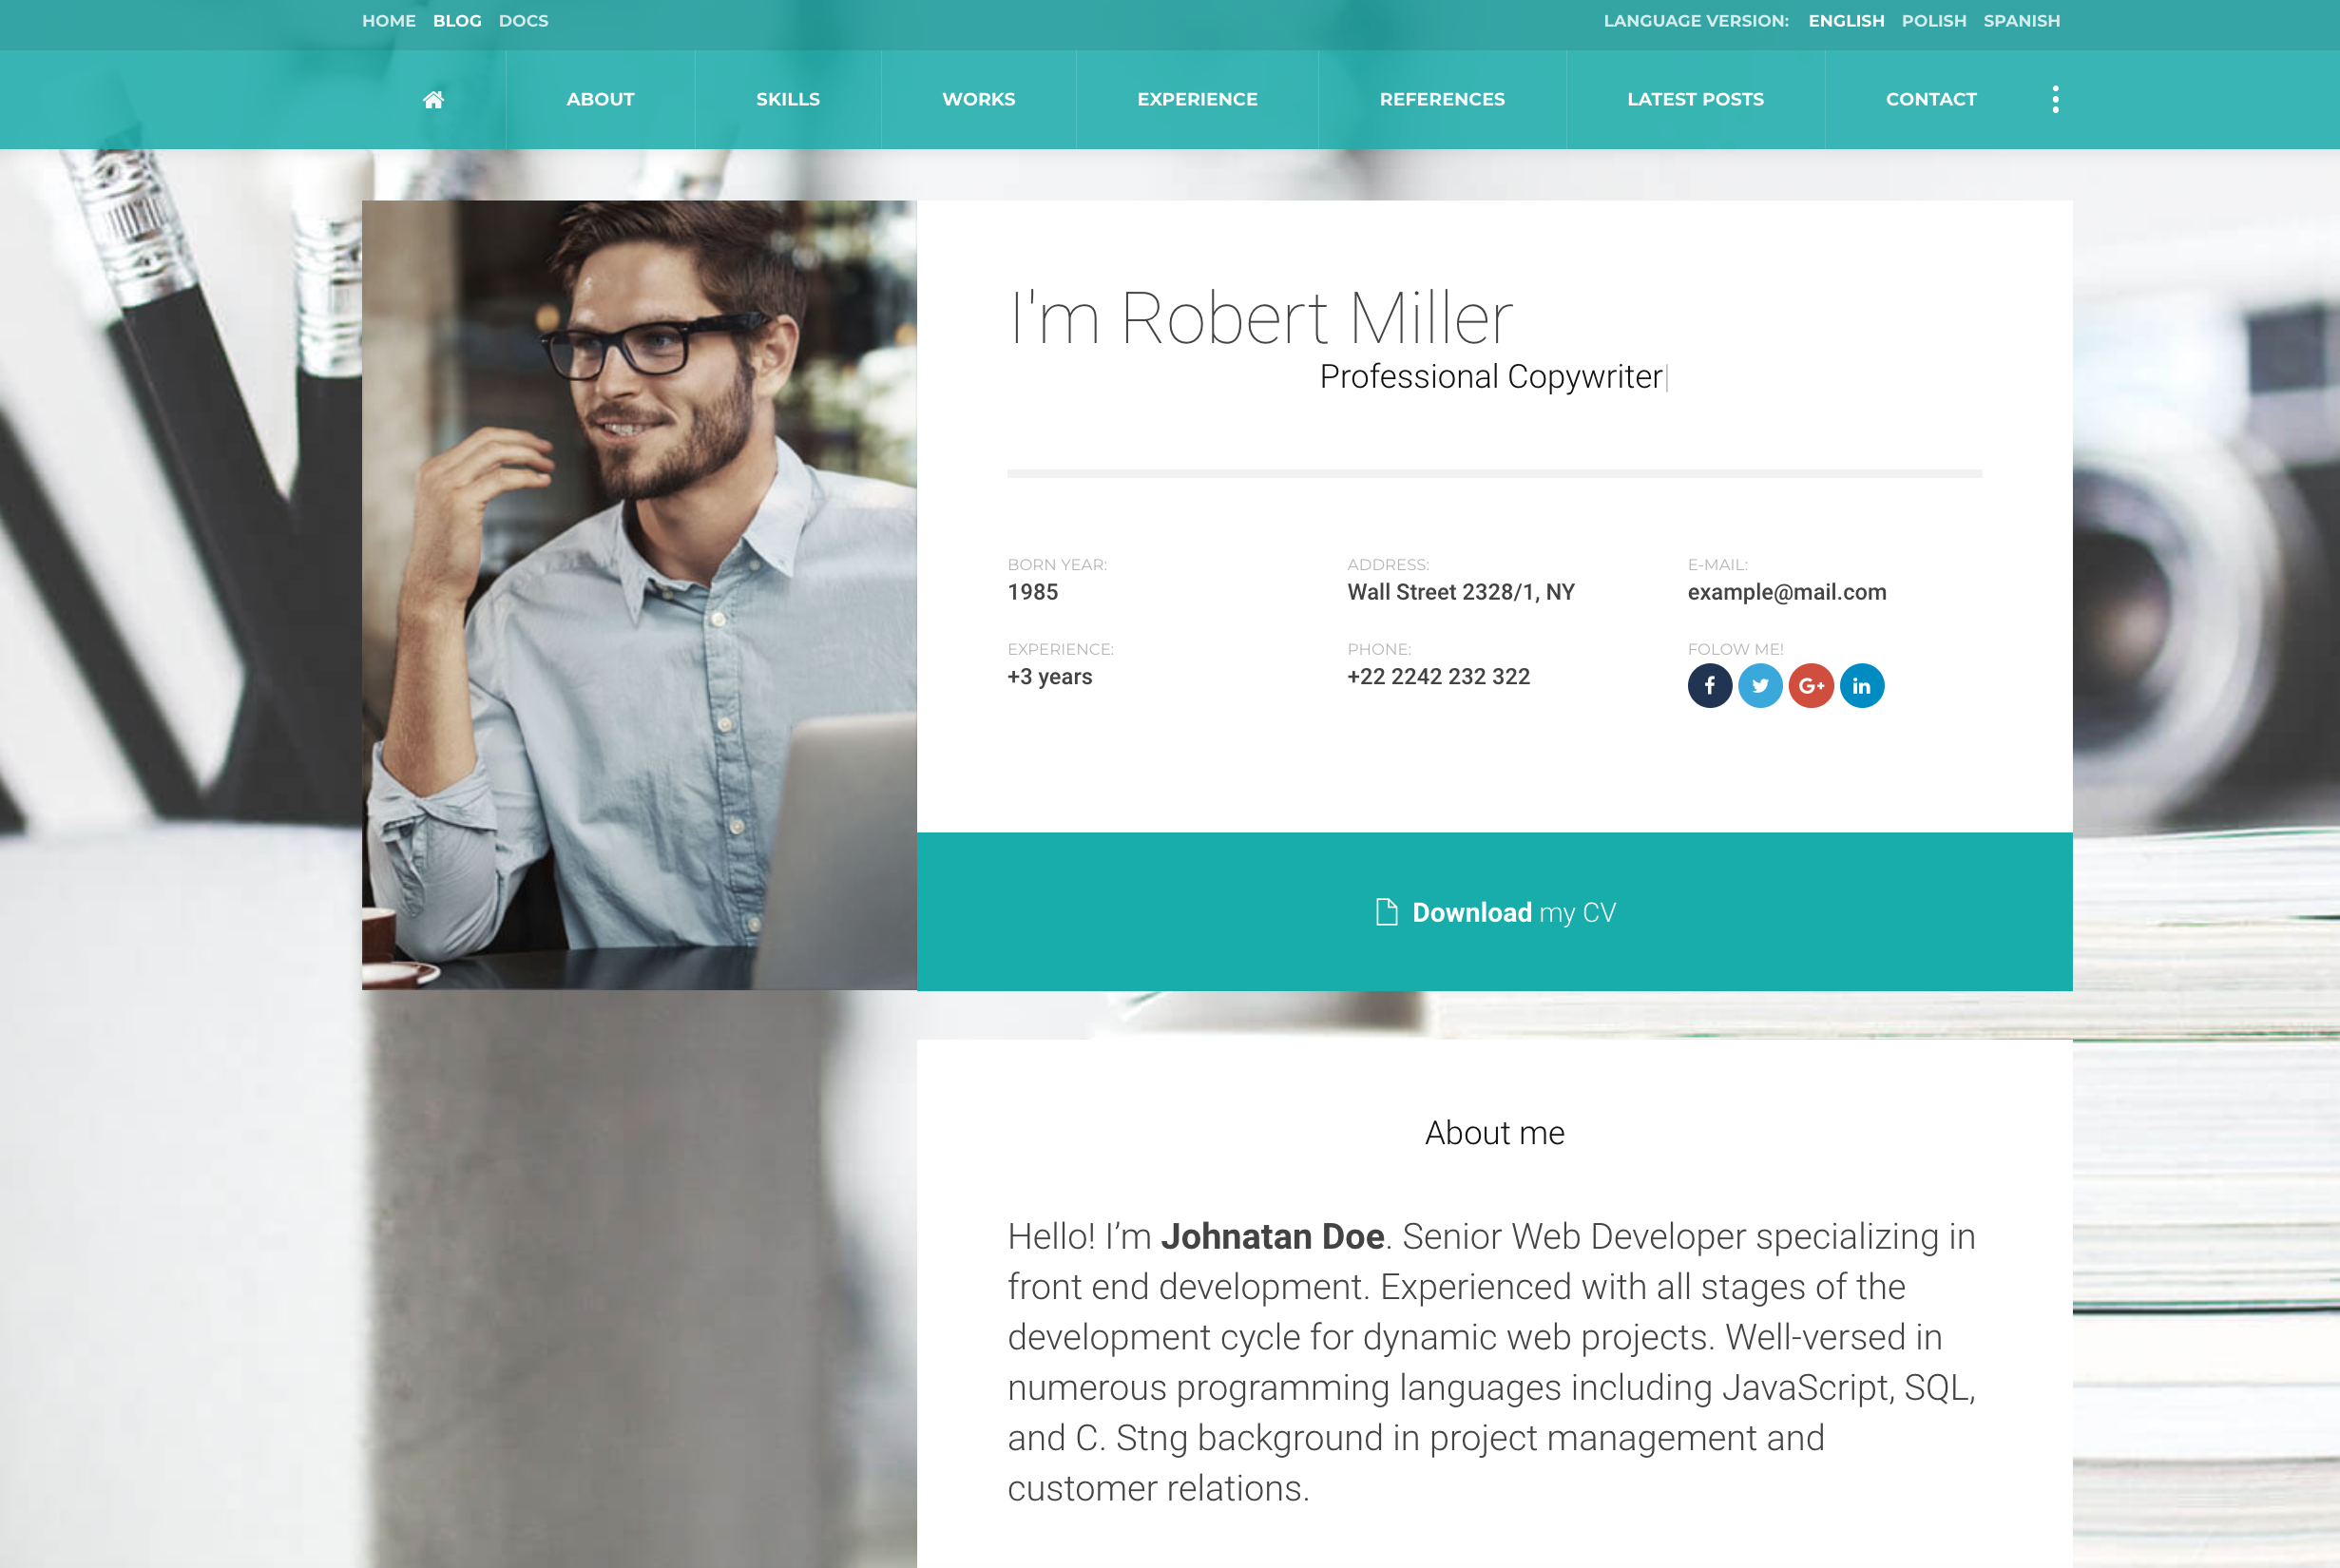 HOME BLOG DOCS
LANGUAGE VERSION: ENGLISH POLISH SPANISH
ABOUT SKILLS WORKS EXPERIENCE REFERENCES LATEST POSTS CONTACT
I'm Robert Miller
Professional Copywriter
BORN YEAR:
1985
ADDRESS:
Wall Street 2328/1, NY
E-MAIL:
example@mail.com
EXPERIENCE:
+3 years
PHONE:
+22 2242 232 322
FOLOW ME!
f G+ in
Download my CV
About me
Hello! I’m Johnatan Doe. Senior Web Developer specializing in
front end development. Experienced with all stages of the
development cycle for dynamic web projects. Well-versed in
numerous programming languages including JavaScript, SQL,
and C. Stng background in project management and
customer relations.